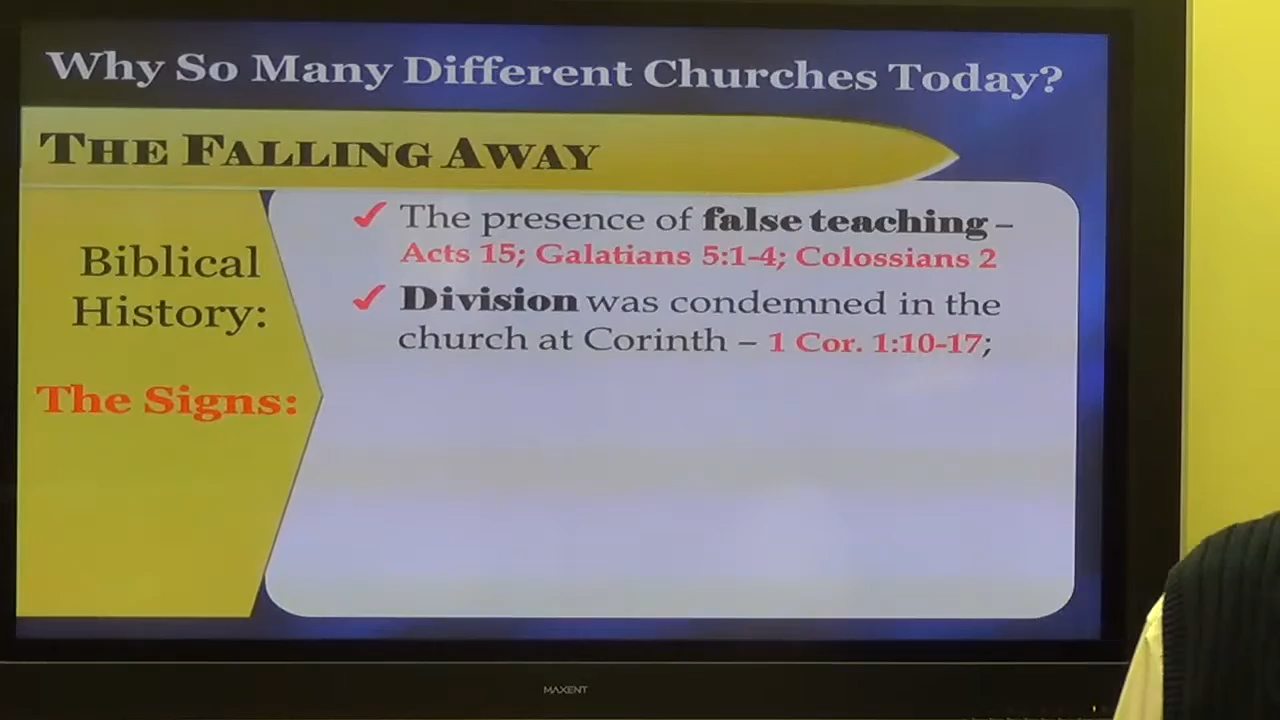 Why So Many Different Churches Today?
THE FALLING AWAY
Biblical
History:
The Signs:
✓ The presence of false teaching –
Acts 15; Galatians 5:1-4; Colossians 2
✓ Division was condemned in the
church at Corinth – 1 Cor. 1:10-17;
MAXENT